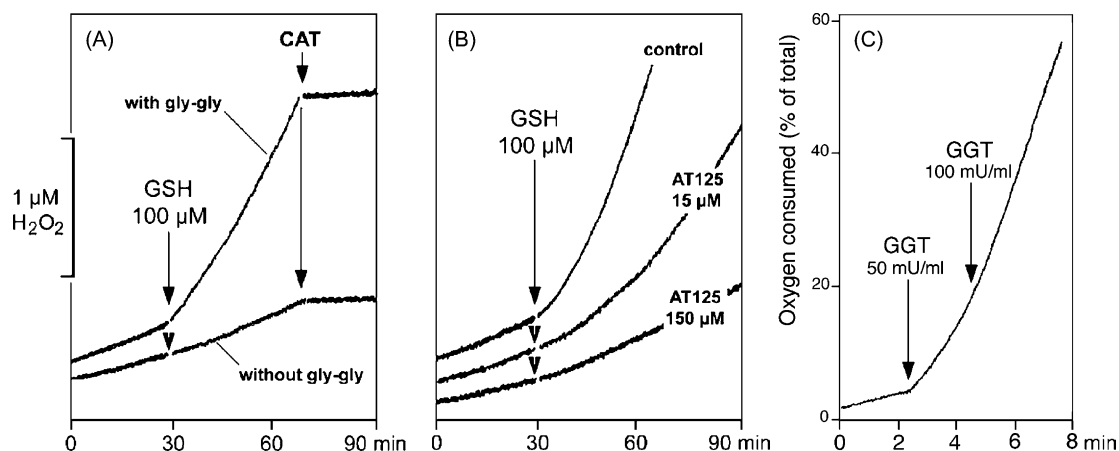 (A)
CAT
with gly-gly
GSH
100 µM
1 µM
H₂O₂
without gly-gly
0 30 60 90 min
(B)
control
GSH
100 µM
AT125
15 µM
AT125
150 µM
0 30 60 90 min
(C)
Oxygen consumed (% of total)
60
40
20
0
GGT
100 mU/ml
GGT
50 mU/ml
0 2 4 6 8 min